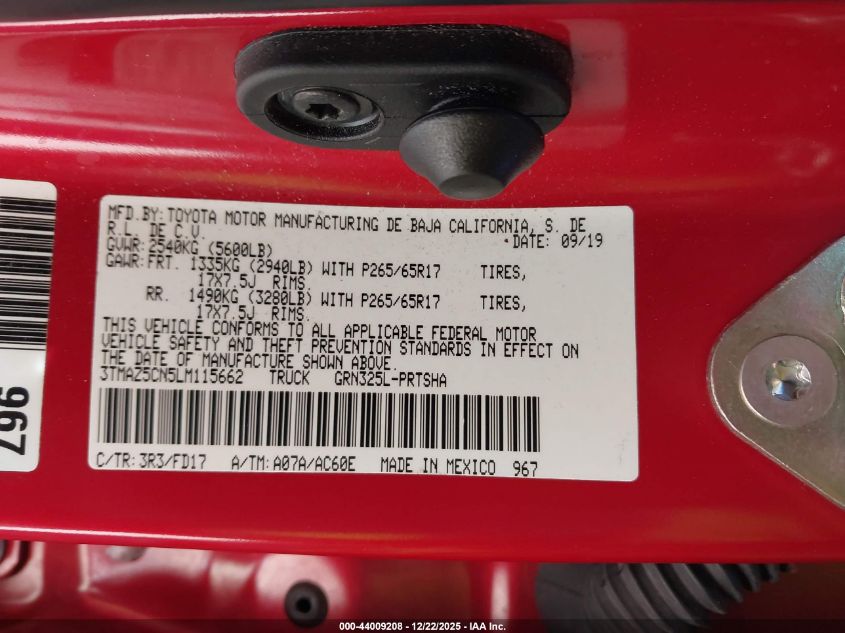 MFD.BY:TOYOTA MOTOR MANUFACTURING DE BAJA CALIFORNIA, S. DE
R.L. DE C.V.
DATE: 09/19
GVWR:2540KG (5600LB)
GAWR:FRT. 1335KG (2940LB) WITH P265/65R17 TIRES,
17X7.5J RIMS.
RR. 1490KG (3280LB) WITH P265/65R17 TIRES,
17X7.5J RIMS.
THIS VEHICLE CONFORMS TO ALL APPLICABLE FEDERAL MOTOR
VEHICLE SAFETY AND THEFT PREVENTION STANDARDS IN EFFECT ON
THE DATE OF MANUFACTURE SHOWN ABOVE.
3TMAZ5CN5LM115662 TRUCK GRN325L-PRTSHA
C/TR:3R3/FD17 A/TM:A07A/AC60E MADE IN MEXICO 967
967
000-44009208 - 12/22/2025 - IAA Inc.